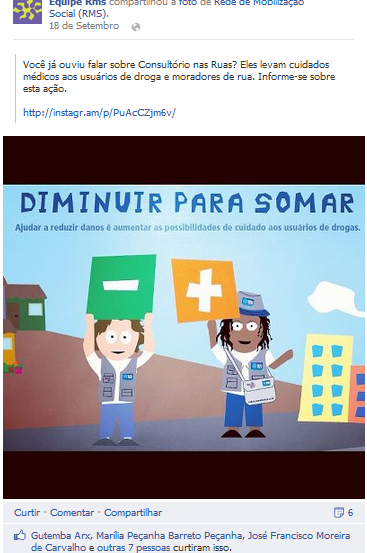 Equipe Rms compartilhou a foto de Rede de Mobilização
Social (RMS).
18 de Setembro
Você já ouviu falar sobre Consultório nas Ruas? Eles levam cuidados
médicos aos usuários de droga e moradores de rua. Informe-se sobre
esta ação.
http://instagr.am/p/PuAcCZjm6v/
DIMINUIR PARA SOMAR
Ajudar a reduzir danos é aumentar as possibilidades de cuidado aos usuários de drogas.
Curtir · Comentar · Compartilhar
6
Gutemba Arx, Marília Peçanha Barreto Peçanha, José Francisco Moreira
de Carvalho e outras 7 pessoas curtiram isso.